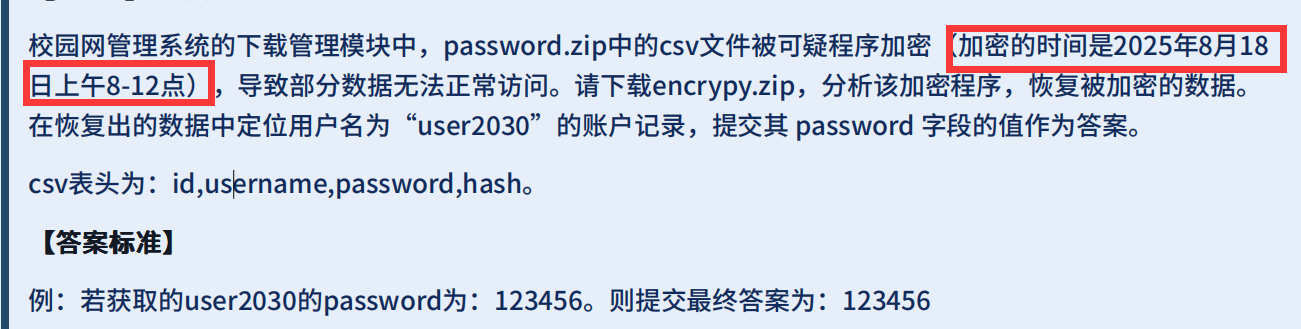 校园网管理系统的下载管理模块中，password.zip中的csv文件被可疑程序加密（加密的时间是2025年8月18
日上午8-12点），导致部分数据无法正常访问。请下载encrypy.zip，分析该加密程序，恢复被加密的数据。
在恢复出的数据中定位用户名为“user2030”的账户记录，提交其 password 字段的值作为答案。
csv表头为：id,username,password,hash。
【答案标准】
例：若获取的user2030的password为：123456。则提交最终答案为：123456